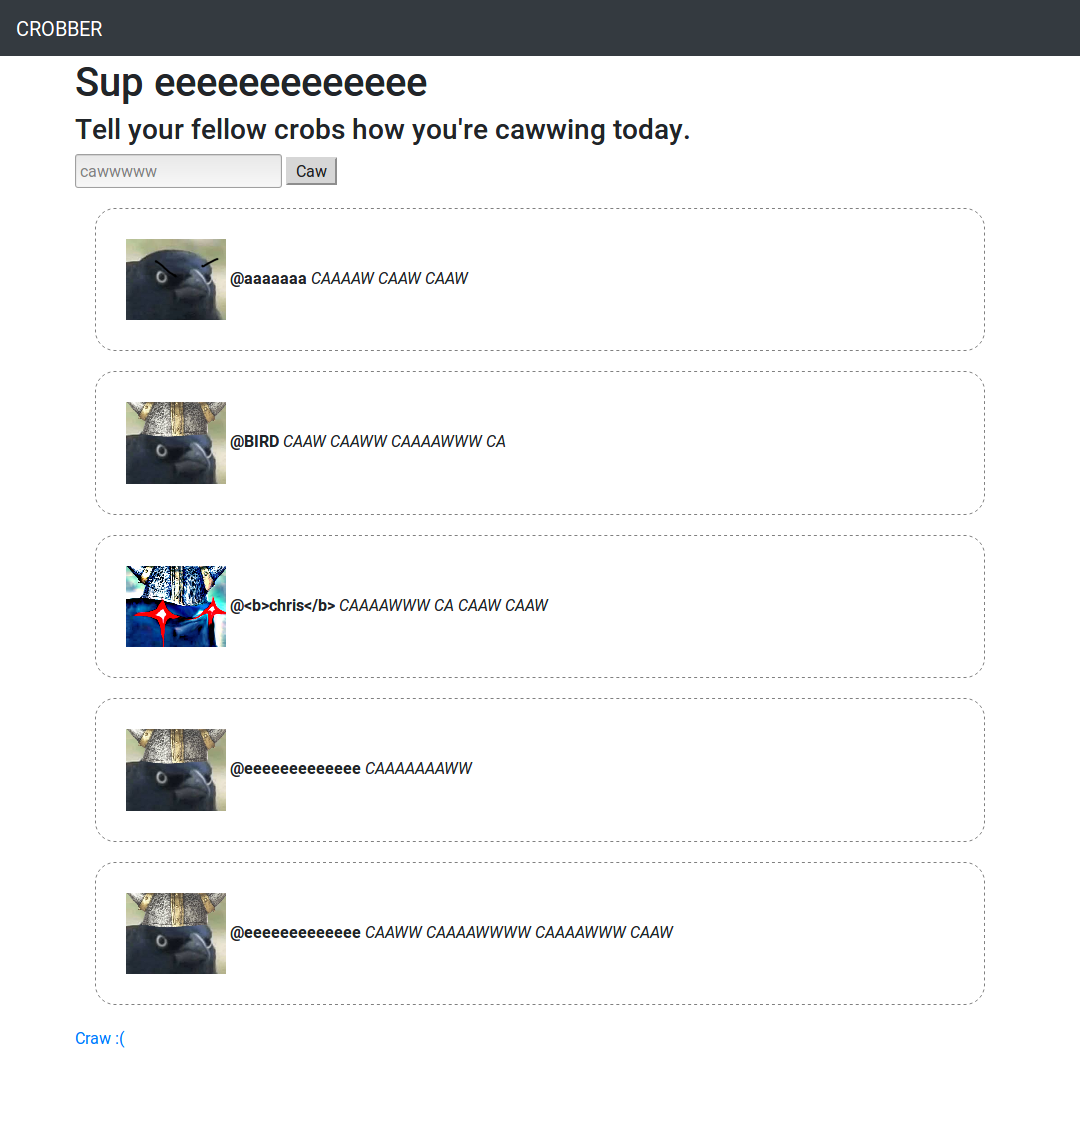 CROBBER
Sup eeeeeeeeeeeee
Tell your fellow crobs how you're cawwing today.
cawwwww Caw
@aaaaaaa CAAAAW CAAW CAAW
@BIRD CAAW CAAWW CAAAAWWW CA
@<b>chris</b> CAAAAWWW CA CAAW CAAW
@eeeeeeeeeeeee CAAAAAAAWW
@eeeeeeeeeeeee CAAWW CAAAAWWWW CAAAAWWW CAAW
Craw :(